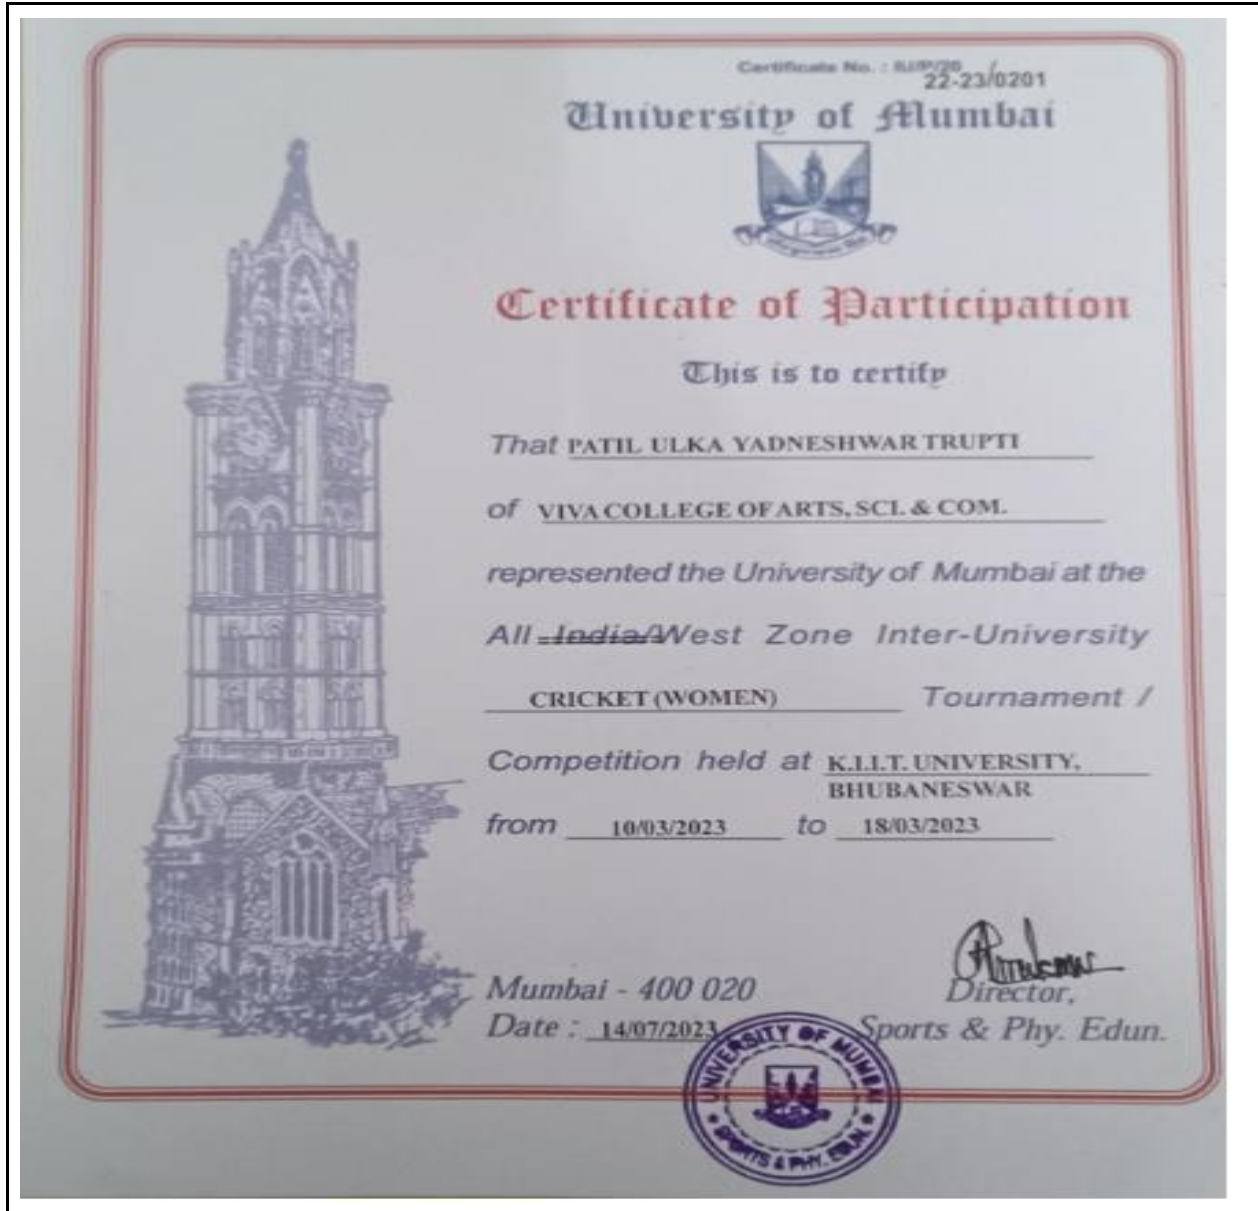 Certificate No. : IU/P/20
22-23/0201
University of Mumbai
Certificate of Participation
This is to certify
That PATIL ULKA YADNESHWAR TRUPTI
of VIVA COLLEGE OF ARTS, SCI. & COM.
represented the University of Mumbai at the
All India/West Zone Inter-University
CRICKET (WOMEN) Tournament /
Competition held at K.I.I.T. UNIVERSITY,
BHUBANESWAR
from 10/03/2023 to 18/03/2023
Mumbai - 400 020
Director,
Date : 14/07/2023 Sports & Phy. Edun.
UNIVERSITY OF MUMBAI
SPORTS & PHY. EDUN.